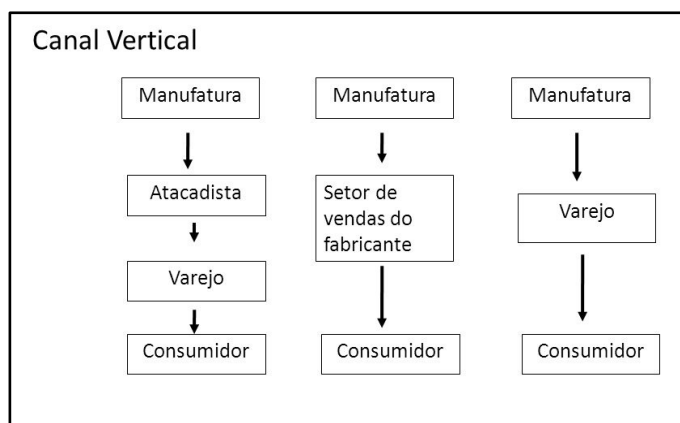 Canal Vertical
Manufatura
Atacadista
Varejo
Consumidor
Manufatura
Setor de
vendas do
fabricante
Consumidor
Manufatura
Varejo
Consumidor